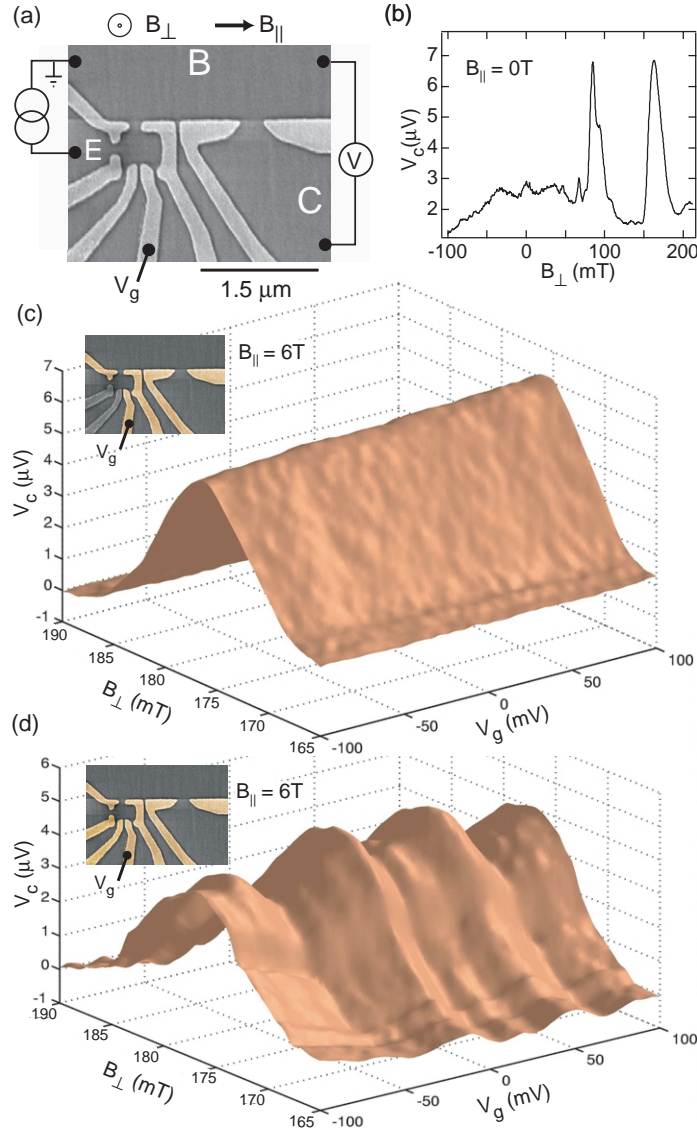 (a)
B⊥
B||
B
E
V
C
Vg
1.5 µm
(b)
B|| = 0T
7
6
5
4
3
2
Vc(µV)
-100
0
100
200
B⊥ (mT)
(c)
B|| = 6T
Vg
7
6
5
4
3
2
1
0
-1
Vc (µV)
190
185
180
175
170
165
B⊥ (mT)
-100
-50
0
50
100
Vg (mV)
(d)
B|| = 6T
Vg
6
5
4
3
2
1
0
-1
Vc (µV)
190
185
180
175
170
165
B⊥ (mT)
-100
-50
0
50
100
Vg (mV)